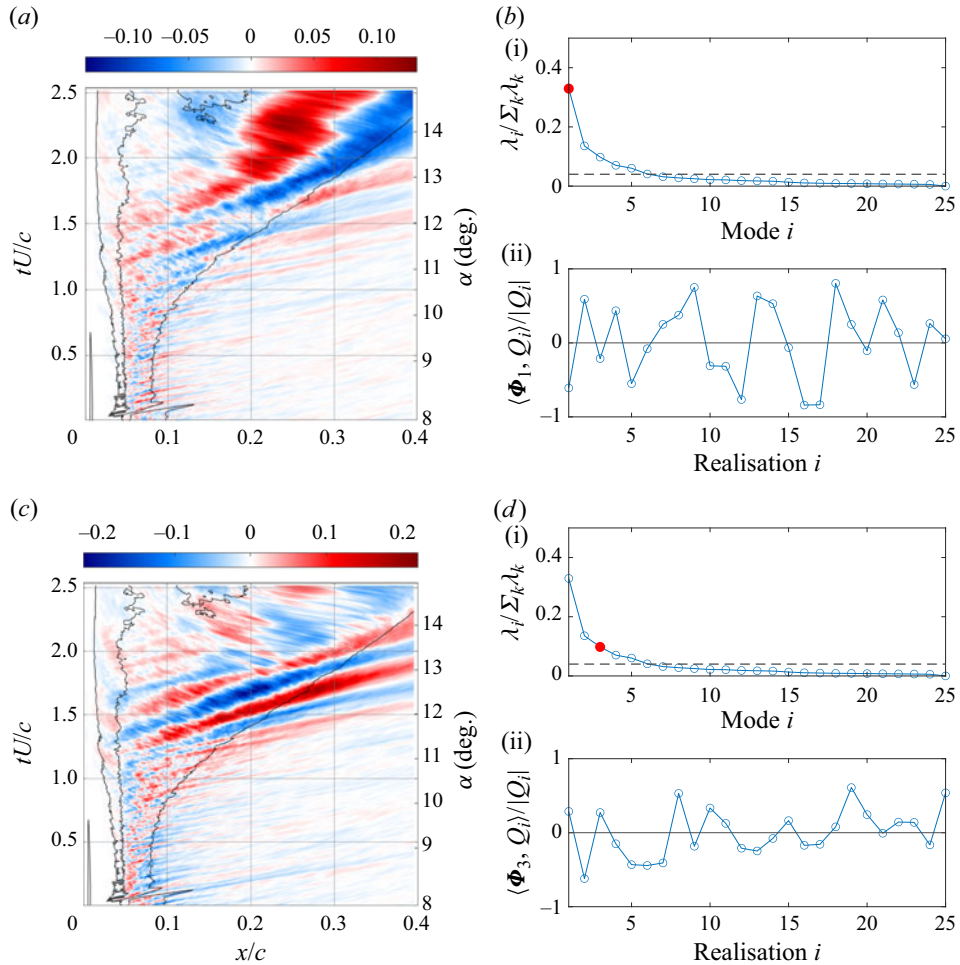 (a)
−0.10 −0.05 0 0.05 0.10
2.5
2.0
1.5
1.0
0.5
tU/c
14
13
12
11
10
9
8
α (deg.)
0 0.1 0.2 0.3 0.4
(b)
(i)
0.4
0.2
0
λi/Σkλk
5 10 15 20 25
Mode i
(ii)
1
0
−1
⟨Φ1, Qi⟩/|Qi|
5 10 15 20 25
Realisation i
(c)
−0.2 −0.1 0 0.1 0.2
2.5
2.0
1.5
1.0
0.5
tU/c
14
13
12
11
10
9
8
α (deg.)
0 0.1 0.2 0.3 0.4
x/c
(d)
(i)
0.4
0.2
0
λi/Σkλk
5 10 15 20 25
Mode i
(ii)
1
0
−1
⟨Φ3, Qi⟩/|Qi|
5 10 15 20 25
Realisation i